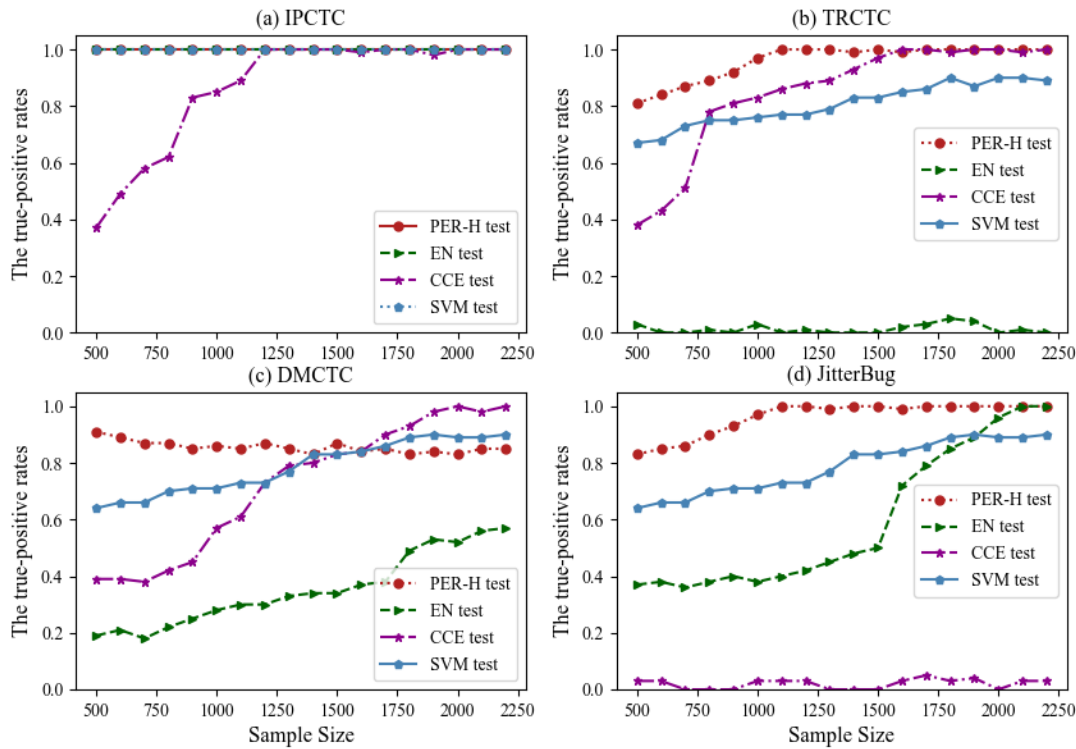 (a) IPCTC
The true-positive rates
1.0
0.8
0.6
0.4
0.2
0.0
500 750 1000 1250 1500 1750 2000 2250
PER-H test
EN test
CCE test
SVM test
(b) TRCTC
The true-positive rates
1.0
0.8
0.6
0.4
0.2
0.0
500 750 1000 1250 1500 1750 2000 2250
PER-H test
EN test
CCE test
SVM test
(c) DMCTC
The true-positive rates
1.0
0.8
0.6
0.4
0.2
0.0
500 750 1000 1250 1500 1750 2000 2250
Sample Size
PER-H test
EN test
CCE test
SVM test
(d) JitterBug
The true-positive rates
1.0
0.8
0.6
0.4
0.2
0.0
500 750 1000 1250 1500 1750 2000 2250
Sample Size
PER-H test
EN test
CCE test
SVM test